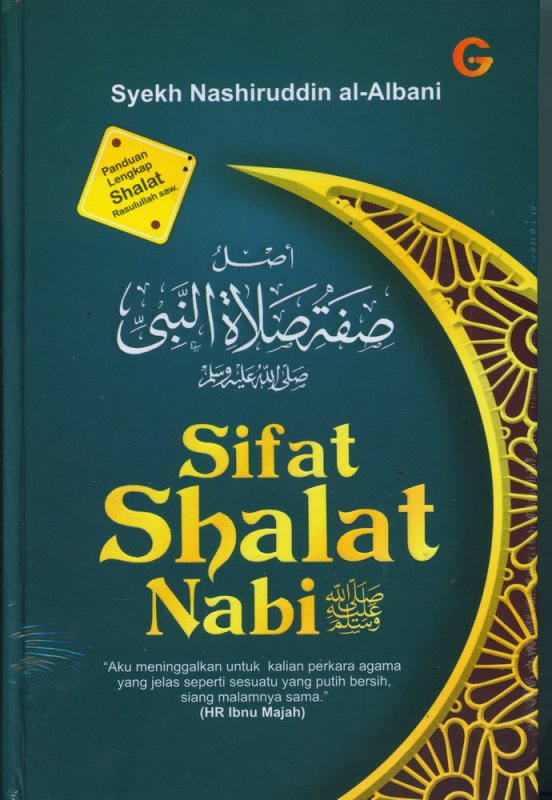 G
Syekh Nashiruddin al-Albani
Panduan
Lengkap
Shalat
Rasulullah saw.
أصل
صفة صلاة النبي
صلى الله عليه وسلم
Sifat
Shalat
Nabi ﷺ
“Aku meninggalkan untuk kalian perkara agama
yang jelas seperti sesuatu yang putih bersih,
siang malamnya sama.”
(HR Ibnu Majah)